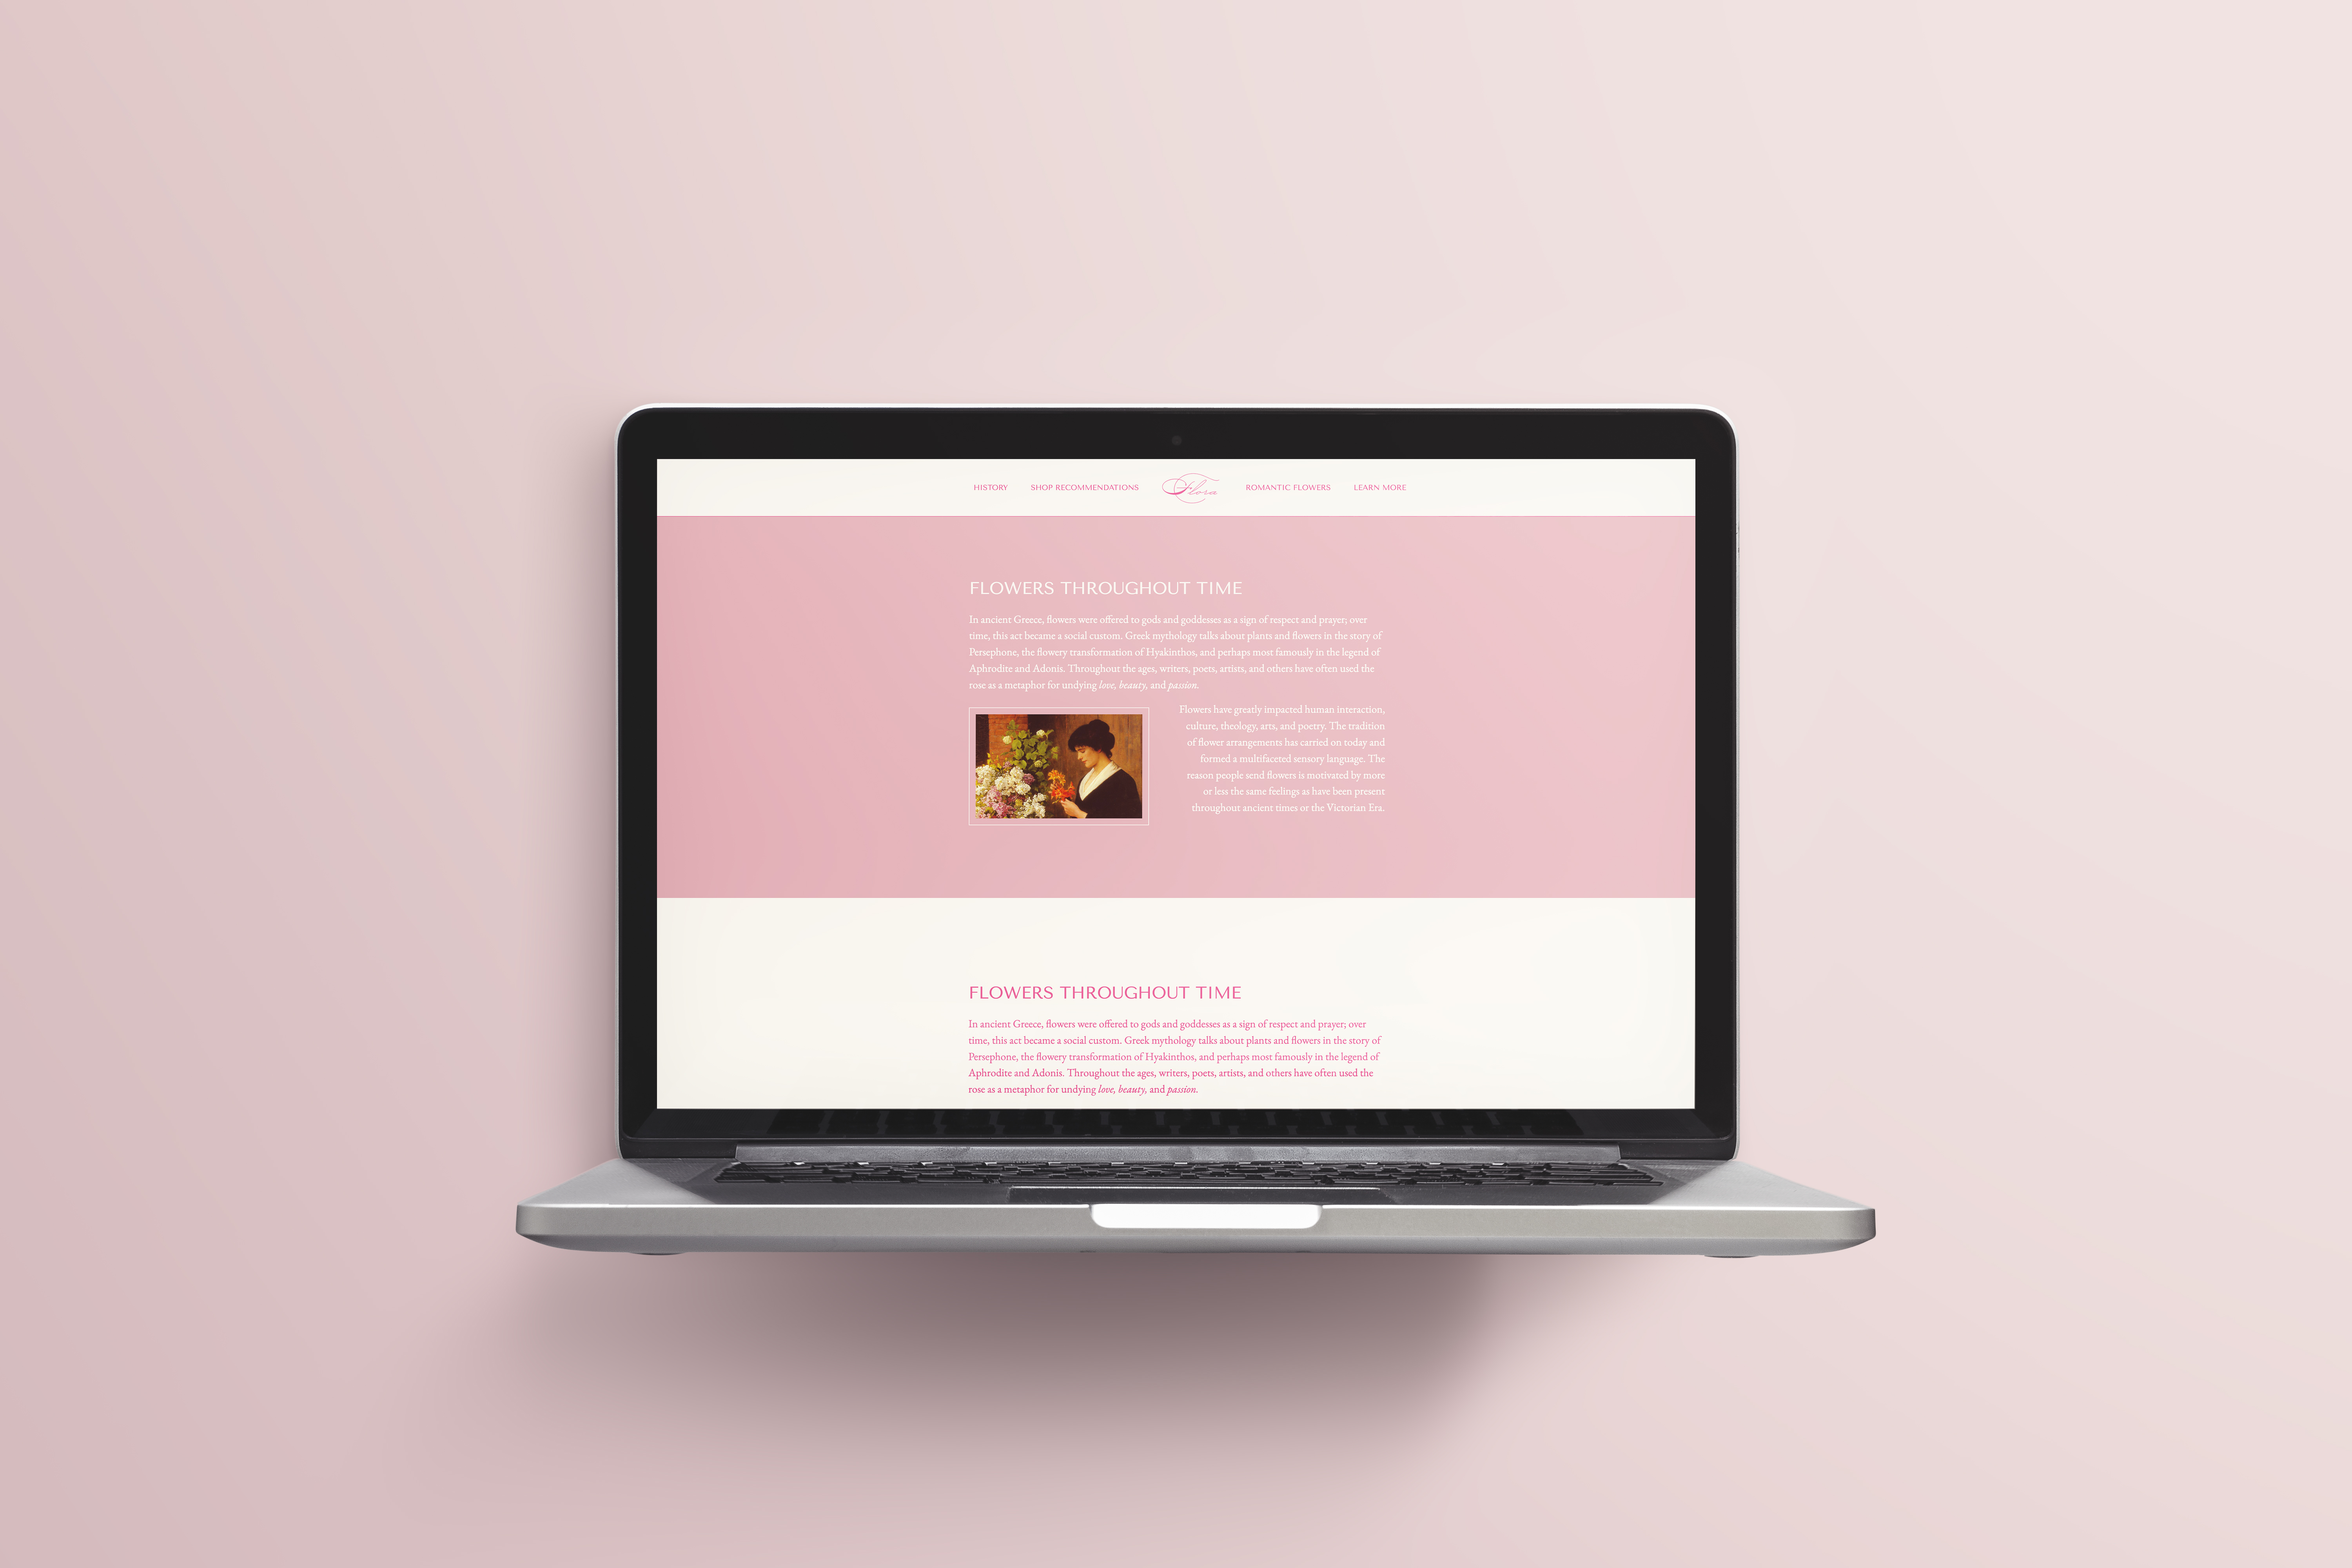 HISTORY SHOP RECOMMENDATIONS Flora ROMANTIC FLOWERS LEARN MORE
FLOWERS THROUGHOUT TIME
In ancient Greece, flowers were offered to gods and goddesses as a sign of respect and prayer; over
time, this act became a social custom. Greek mythology talks about plants and flowers in the story of
Persephone, the flowery transformation of Hyakinthos, and perhaps most famously in the legend of
Aphrodite and Adonis. Throughout the ages, writers, poets, artists, and others have often used the
rose as a metaphor for undying love, beauty, and passion.
Flowers have greatly impacted human interaction,
culture, theology, arts, and poetry. The tradition
of flower arrangements has carried on today and
formed a multifaceted sensory language. The
reason people send flowers is motivated by more
or less the same feelings as have been present
throughout ancient times or the Victorian Era.
FLOWERS THROUGHOUT TIME
In ancient Greece, flowers were offered to gods and goddesses as a sign of respect and prayer; over
time, this act became a social custom. Greek mythology talks about plants and flowers in the story of
Persephone, the flowery transformation of Hyakinthos, and perhaps most famously in the legend of
Aphrodite and Adonis. Throughout the ages, writers, poets, artists, and others have often used the
rose as a metaphor for undying love, beauty, and passion.